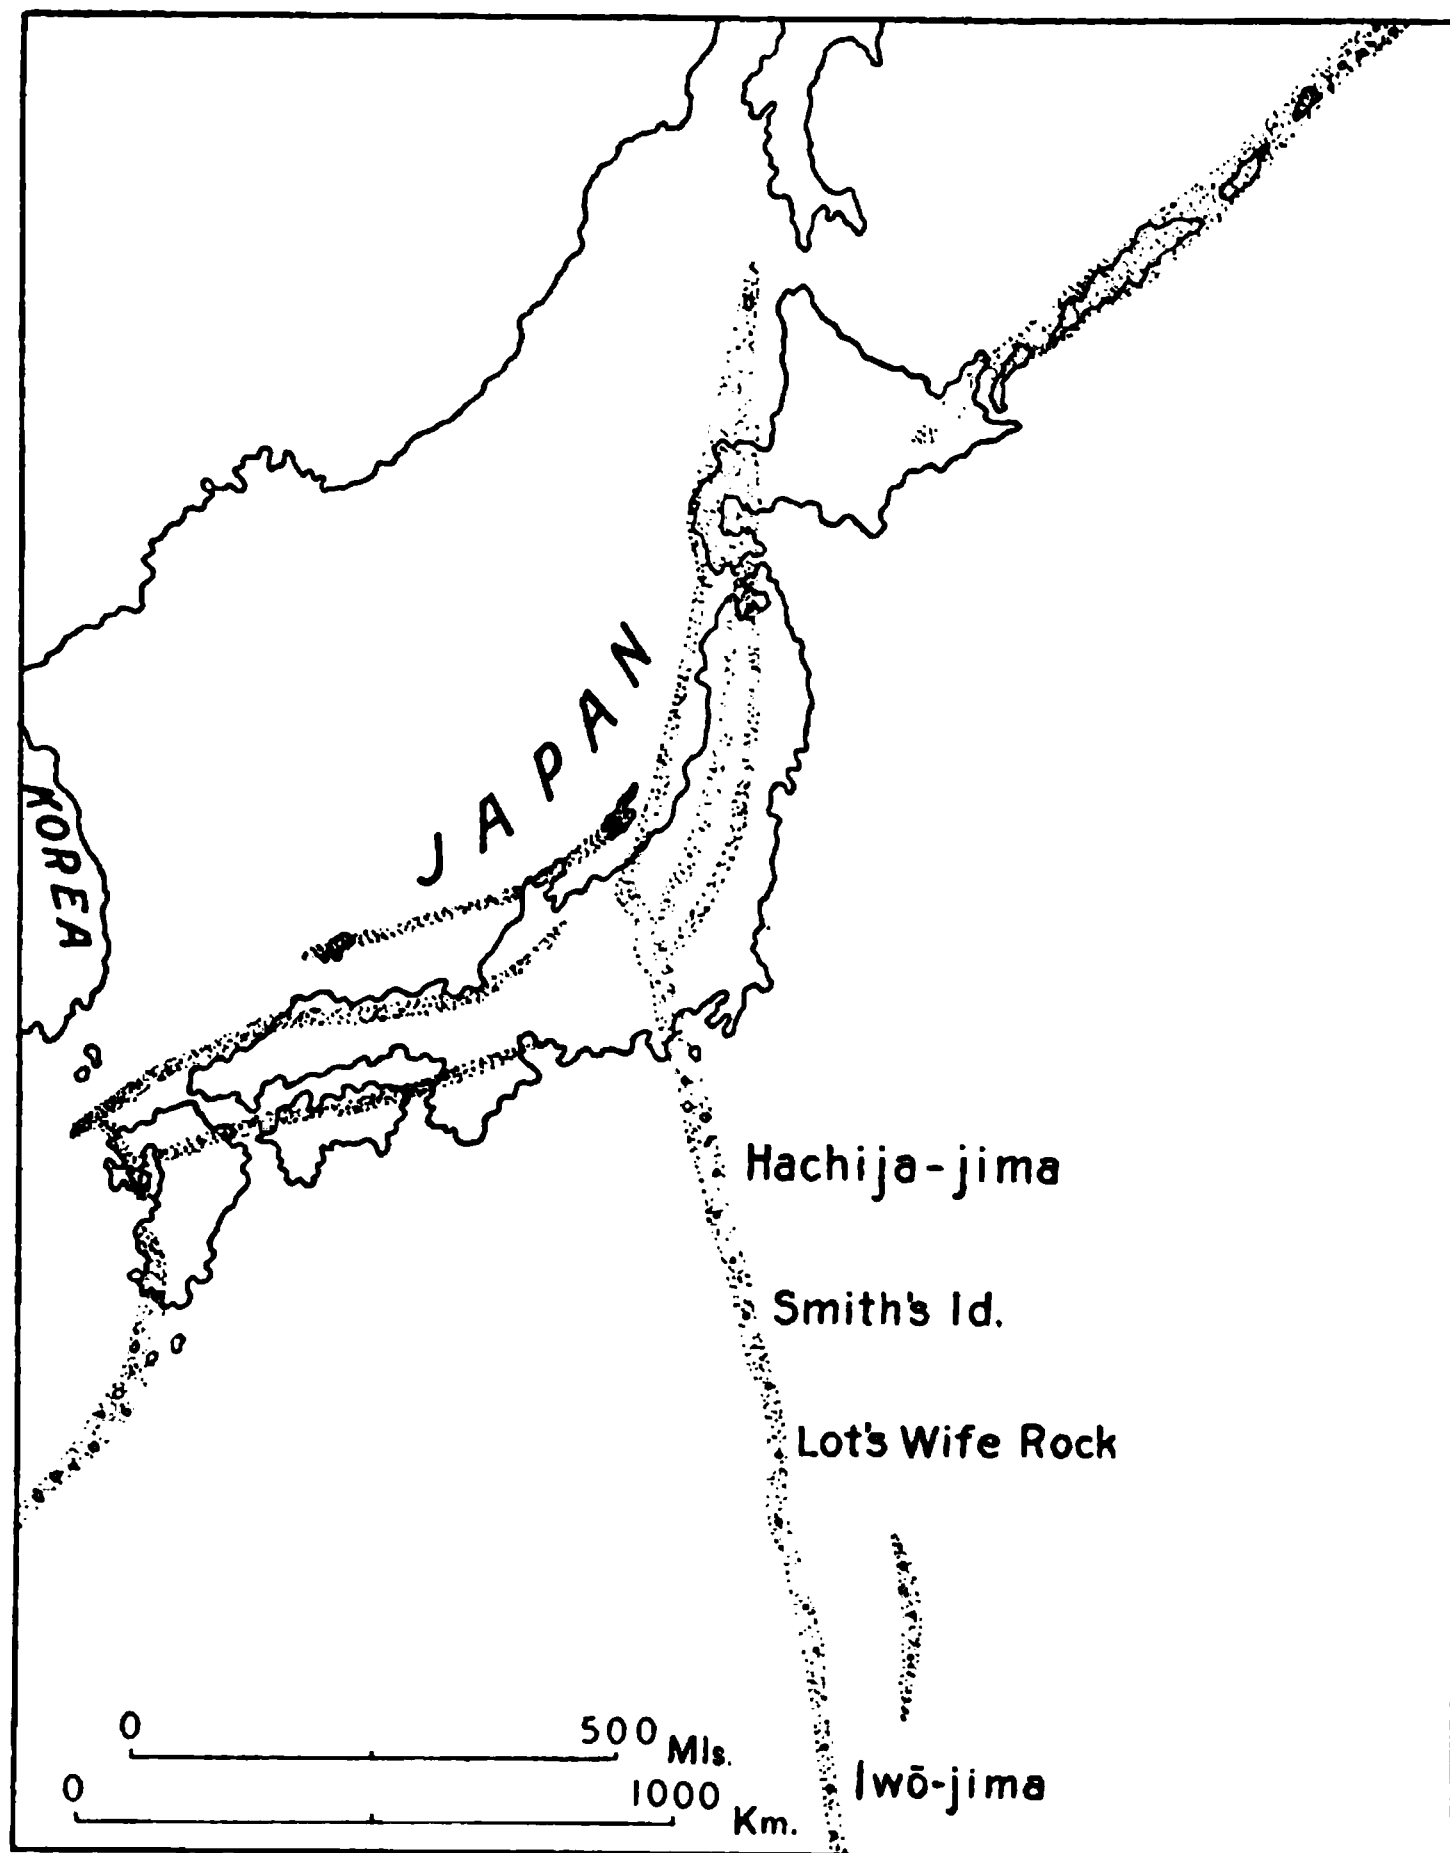 JAPAN
KOREA
Hachija-jima
Smith's Id.
Lot's Wife Rock
Iwō-jima
0 500 Mls.
0 1000 Km.